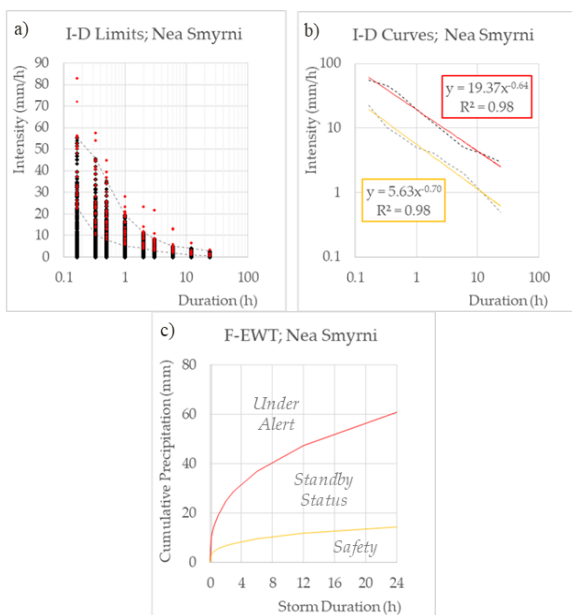 a)
I-D Limits; Nea Smyrni
Intensity (mm/h)
90
80
70
60
50
40
30
20
10
0
0.1 1 10 100
Duration (h)
b)
I-D Curves; Nea Smyrni
Intensity (mm/h)
100
10
1
0.1
y = 19.37x^-0.64
R² = 0.98
y = 5.63x^-0.70
R² = 0.98
0.1 1 10 100
Duration (h)
c)
F-EWT; Nea Smyrni
Cumulative Precipitation (mm)
80
60
40
20
0
Under
Alert
Standby
Status
Safety
0 4 8 12 16 20 24
Storm Duration (h)